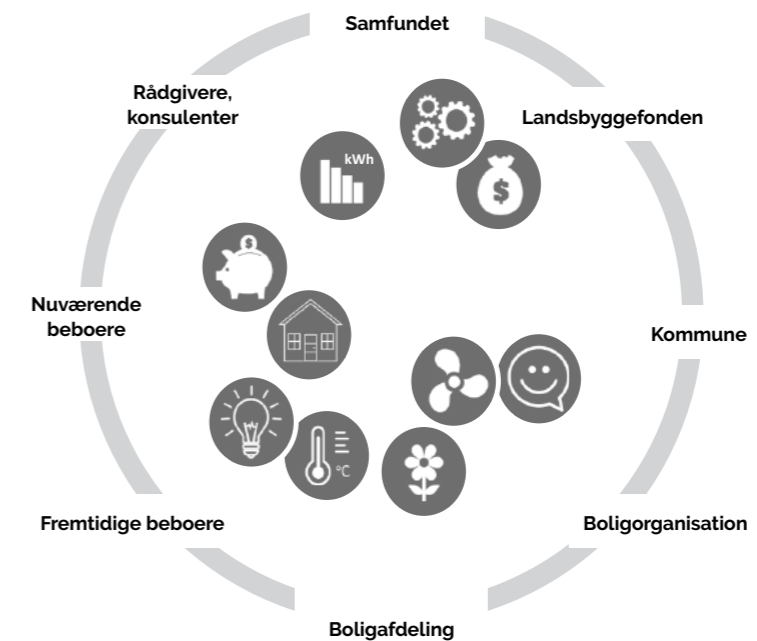 Samfundet
Rådgivere,
konsulenter
Landsbyggefonden
kWh
$
$
Nuværende
beboere
Kommune
°C
Fremtidige beboere
Boligorganisation
Boligafdeling